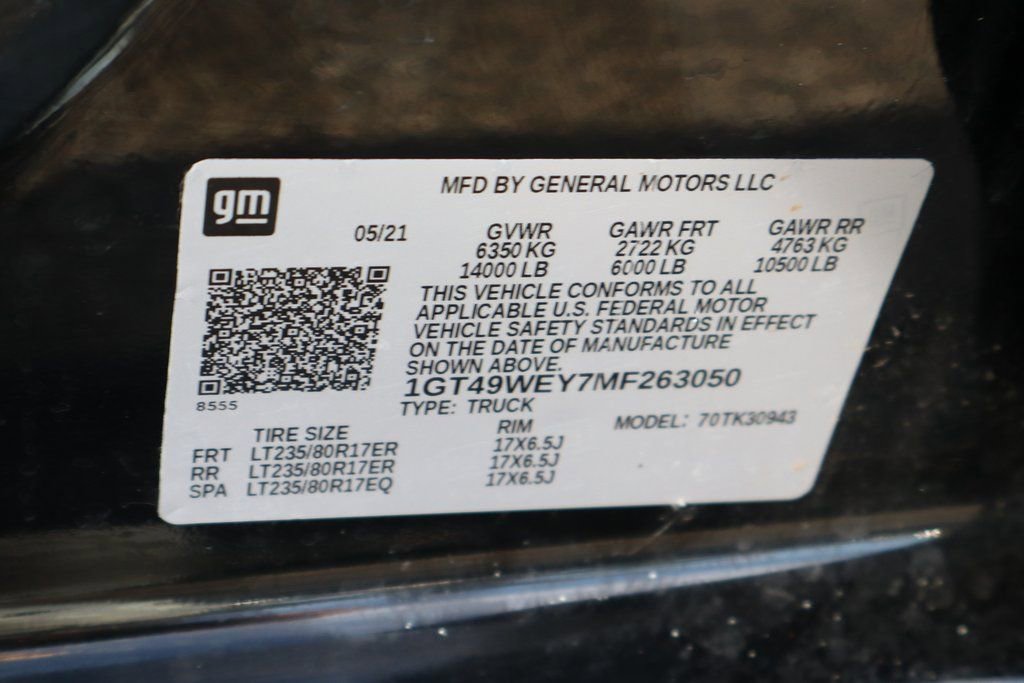 gm
MFD BY GENERAL MOTORS LLC
05/21 GVWR GAWR FRT GAWR RR
6350 KG 2722 KG 4763 KG
14000 LB 6000 LB 10500 LB
THIS VEHICLE CONFORMS TO ALL
APPLICABLE U.S. FEDERAL MOTOR
VEHICLE SAFETY STANDARDS IN EFFECT
ON THE DATE OF MANUFACTURE
SHOWN ABOVE.
1GT49WEY7MF263050
8555
TYPE: TRUCK
MODEL: 70TK30943
TIRE SIZE RIM
FRT LT235/80R17ER 17X6.5J
RR LT235/80R17ER 17X6.5J
SPA LT235/80R17EQ 17X6.5J